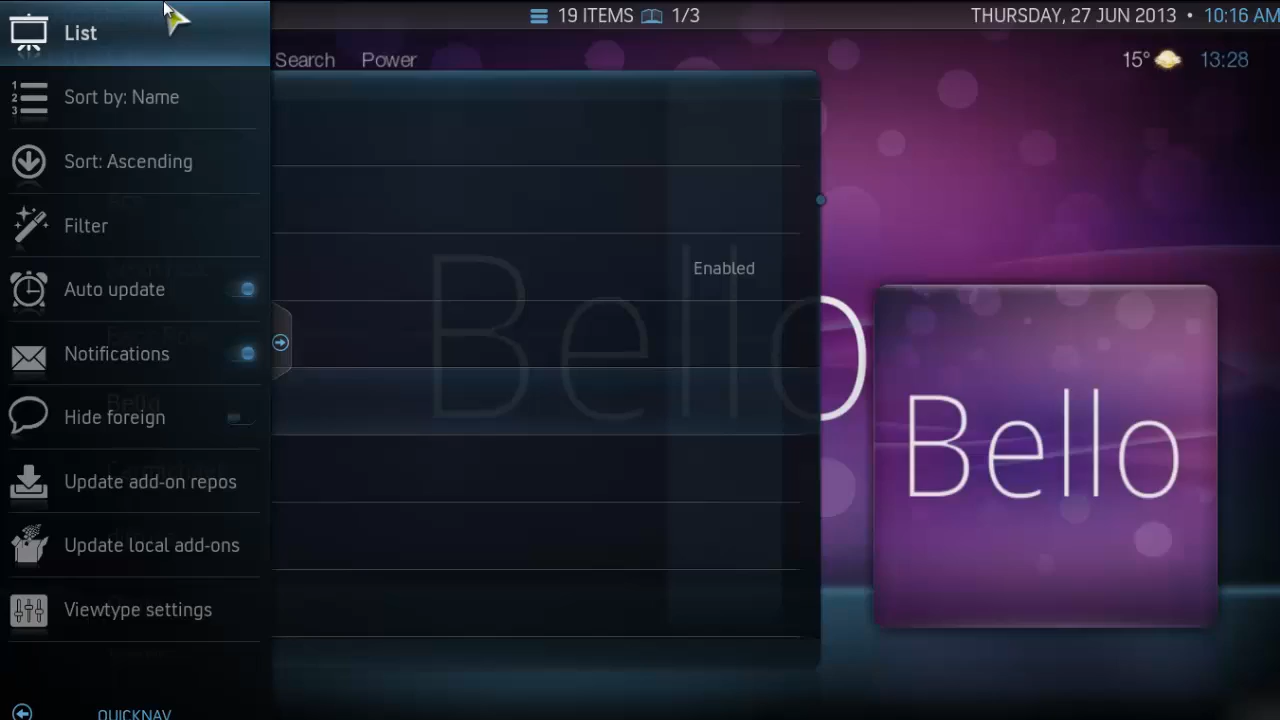 19 ITEMS 1/3
THURSDAY, 27 JUN 2013 • 10:16 AM
List
Search Power
15° 13:28
Sort by: Name
Sort: Ascending
Filter
Auto update
Notifications
Hide foreign
Update add-on repos
Update local add-ons
Viewtype settings
QUICKNAV
Enabled
Bello
Bello